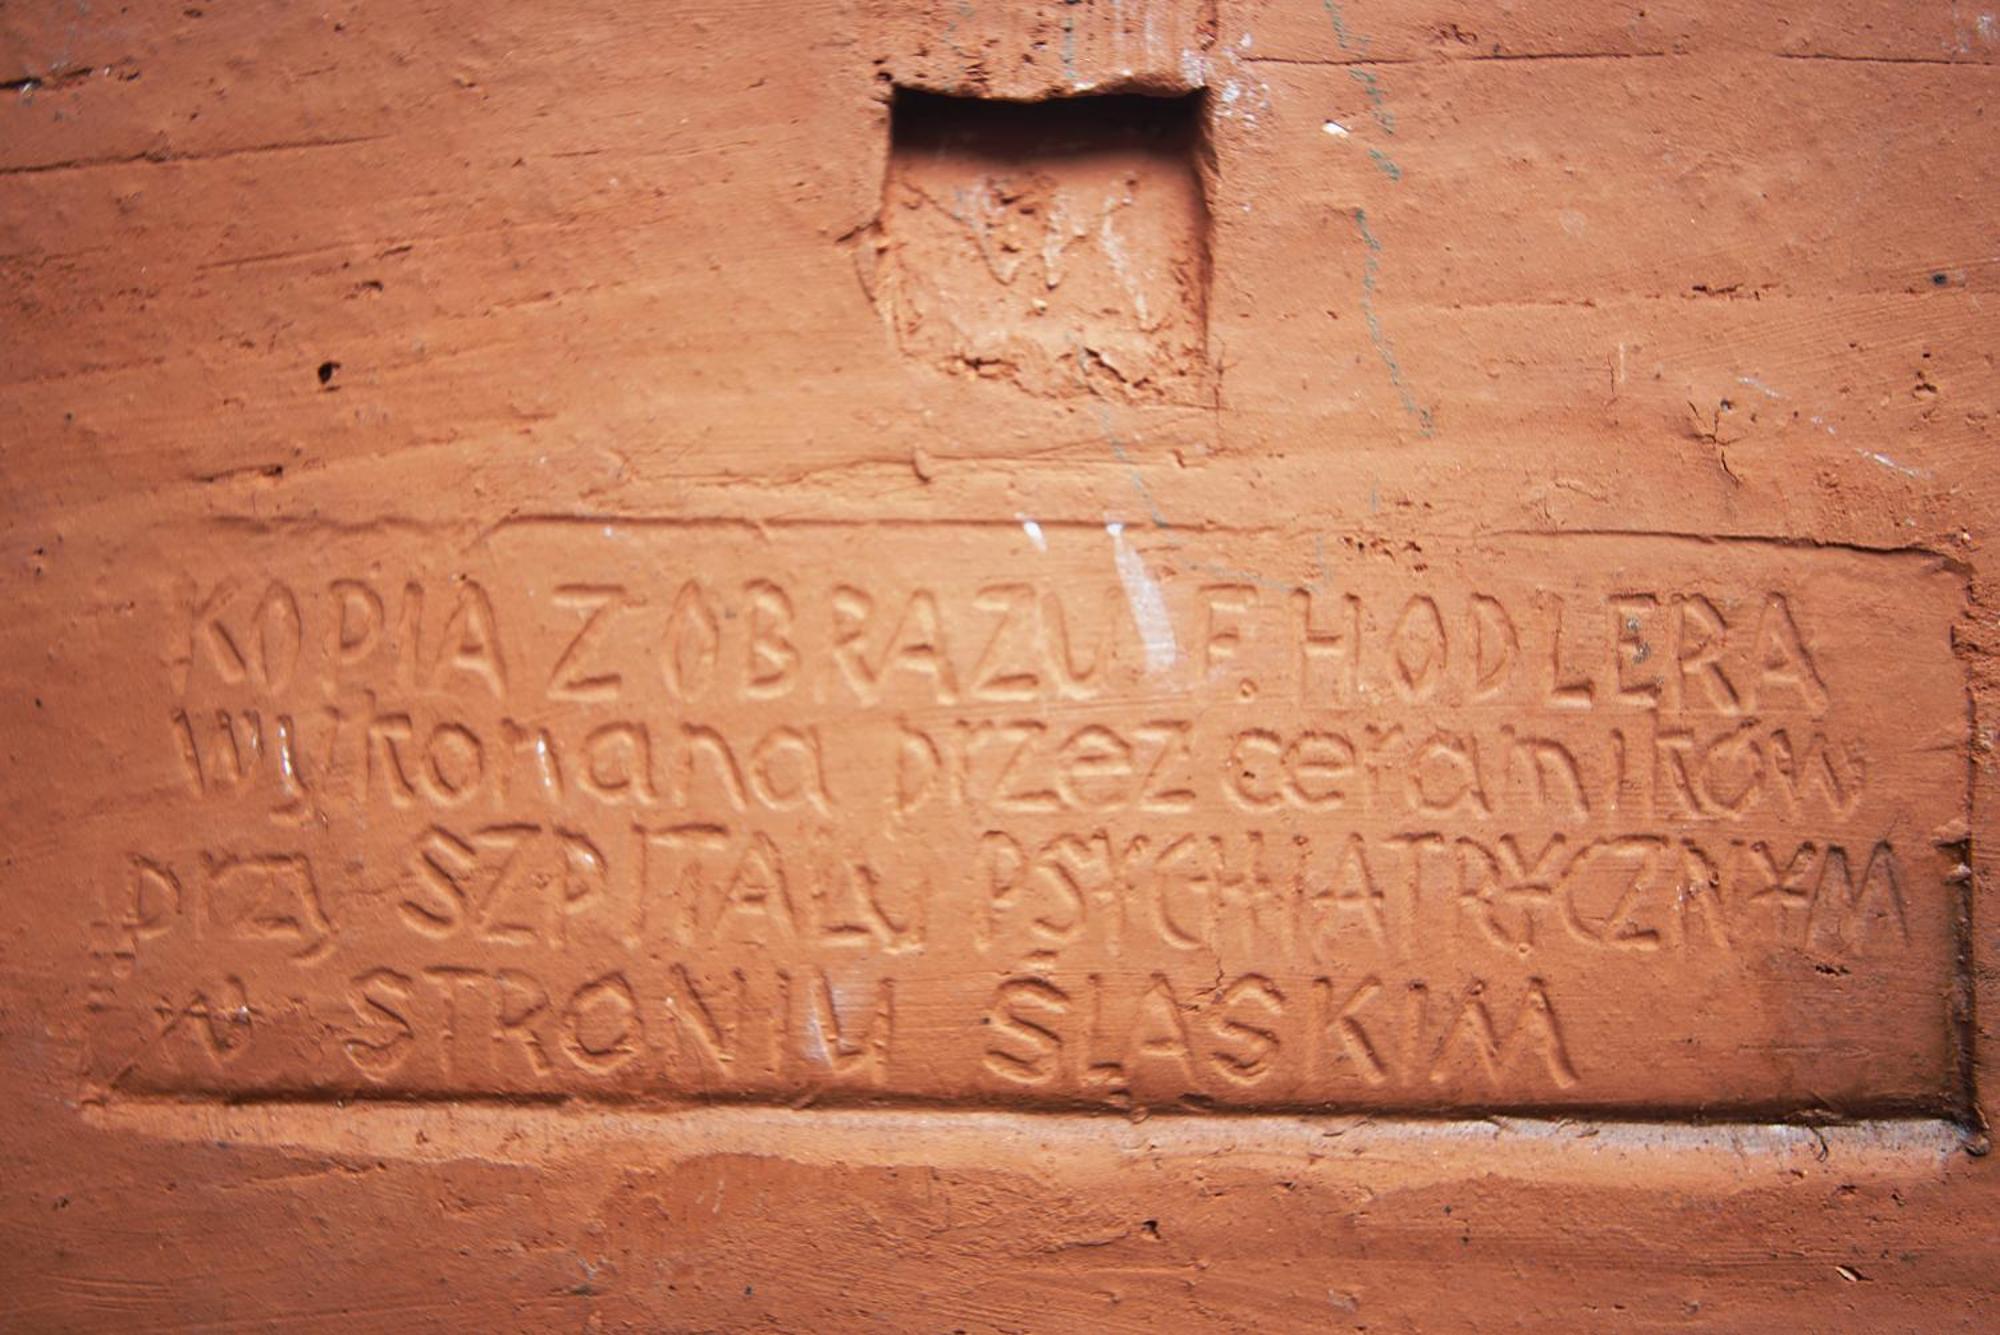 KOPIA Z OBRAZU F. HODLERA
Wykonana przez ceramików
przy SZPITALU PSYCHIATRYCZNYM
w STRONIU ŚLĄSKIM